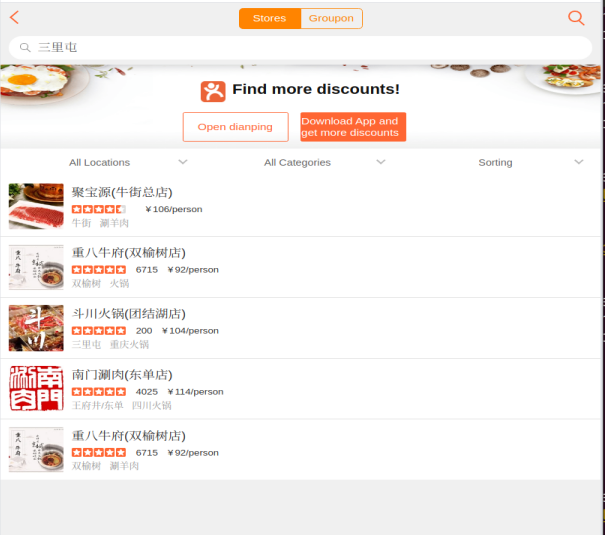 Stores Groupon
三里屯
Find more discounts!
Open dianping
Download App and
get more discounts
All Locations All Categories Sorting
聚宝源(牛街总店)
¥106/person
牛街 涮羊肉
重八牛府(双榆树店)
6715 ¥92/person
双榆树 火锅
斗川火锅(团结湖店)
200 ¥104/person
三里屯 重庆火锅
南门涮肉(东单店)
4025 ¥114/person
王府井/东单 四川火锅
重八牛府(双榆树店)
6715 ¥92/person
双榆树 涮羊肉